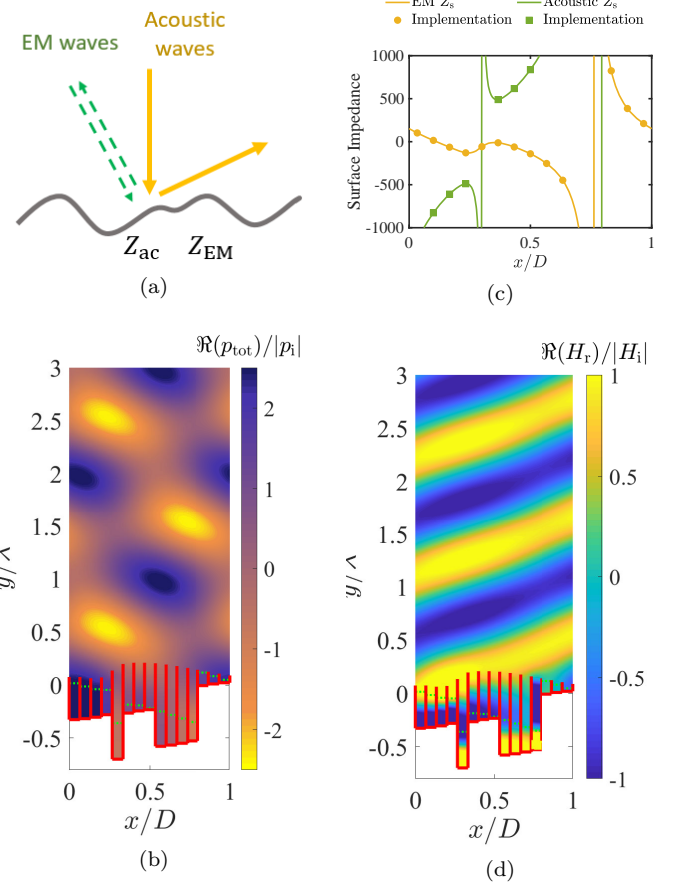 EM waves
Acoustic
waves
Z_ac
Z_EM
(a)
EM Z_s
Acoustic Z_s
Implementation
Implementation
Surface Impedance
1000
500
0
-500
-1000
0
0.5
1
x/D
(c)
ℜ(p_tot)/|p_i|
3
2.5
2
1.5
1
0.5
0
-0.5
2
1
0
-1
-2
0
0.5
1
x/D
(b)
ℜ(H_r)/|H_i|
3
2.5
2
1.5
1
0.5
0
-0.5
1
0.5
0
-0.5
-1
0
0.5
1
x/D
(d)